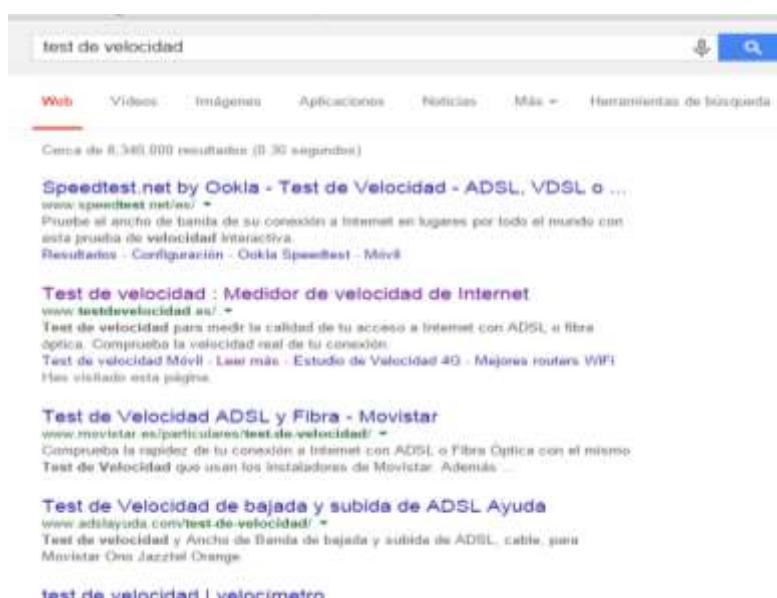 test de velocidad
Web Vídeos Imágenes Aplicaciones Noticias Más Herramientas de búsqueda
Cerca de 8.340.000 resultados (0.30 segundos)
Speedtest.net by Ookla - Test de Velocidad - ADSL, VDSL o ...
www.speedtest.net/es/
Pruebe el ancho de banda de su conexión a Internet en lugares por todo el mundo con
esta prueba de velocidad interactiva.
Resultados - Configuración - Ookla Speedtest - Móvil
Test de velocidad : Medidor de velocidad de Internet
www.testdevelocidad.es/
Test de velocidad para medir la calidad de tu acceso a Internet con ADSL o fibra
óptica. Comprueba la velocidad real de tu conexión.
Test de velocidad Móvil - Leer más - Estudio de Velocidad 4G - Mejores routers WIFI
Has visitado esta página.
Test de Velocidad ADSL y Fibra - Movistar
www.movistar.es/particulares/test-de-velocidad/
Comprueba la rapidez de tu conexión a Internet con ADSL o Fibra Óptica con el mismo
Test de Velocidad que usan los instaladores de Movistar. Además ...
Test de Velocidad de bajada y subida de ADSL Ayuda
www.adslayuda.com/test-de-velocidad/
Test de velocidad y Ancho de Banda de bajada y subida de ADSL, cable, para
Movistar Ono Jazztel Orange.
test de velocidad | velocímetro